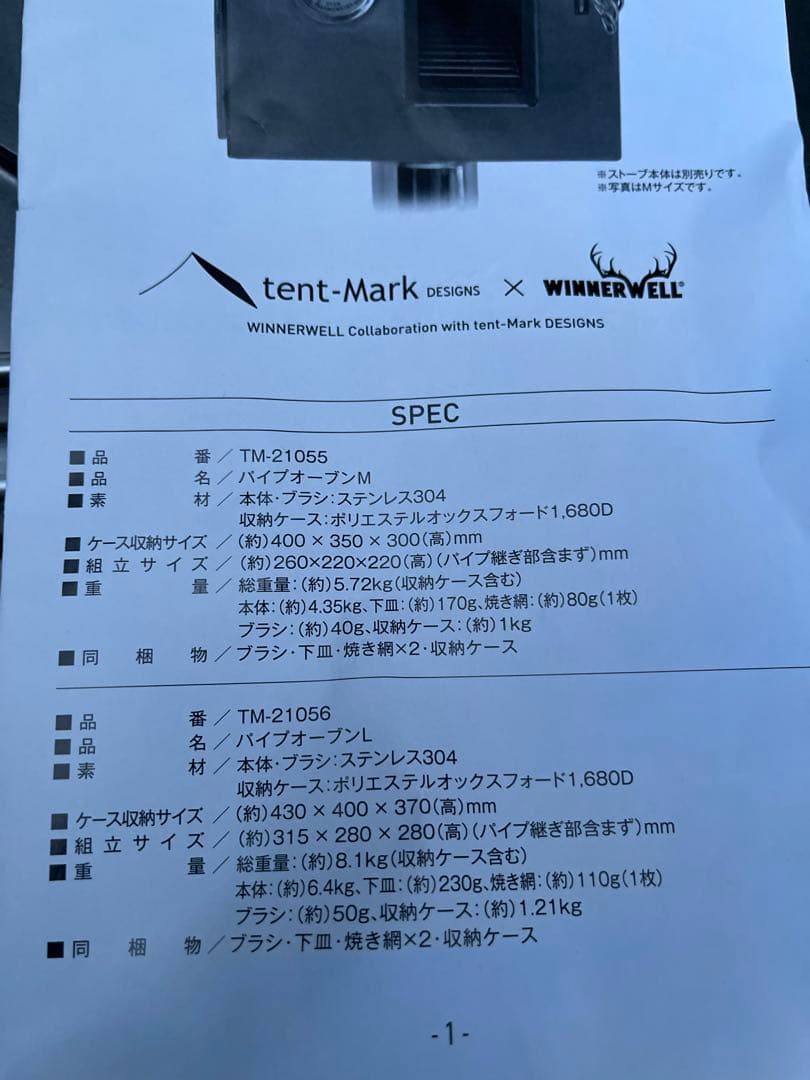 ※ストーブ本体は別売りです。
※写真はMサイズです。
tent-Mark DESIGNS × WINNERWELL®
WINNERWELL Collaboration with tent-Mark DESIGNS
SPEC
■品番／TM-21055
■品名／パイプオーブンM
■素材／本体･ブラシ：ステンレス304
収納ケース：ポリエステルオックスフォード1,680D
■ケース収納サイズ／(約)400 × 350 × 300(高)mm
■組立サイズ／(約)260×220×220(高)(パイプ継ぎ部含まず)mm
■重量／総重量：(約)5.72kg(収納ケース含む)
本体：(約)4.35kg、下皿：(約)170g、焼き網：(約)80g(1枚)
ブラシ：(約)40g、収納ケース：(約)1kg
■同梱物／ブラシ･下皿･焼き網×2･収納ケース
■品番／TM-21056
■品名／パイプオーブンL
■素材／本体･ブラシ：ステンレス304
収納ケース：ポリエステルオックスフォード1,680D
■ケース収納サイズ／(約)430 × 400 × 370(高)mm
■組立サイズ／(約)315 × 280 × 280(高)(パイプ継ぎ部含まず)mm
■重量／総重量：(約)8.1kg(収納ケース含む)
本体：(約)6.4kg、下皿：(約)230g、焼き網：(約)110g(1枚)
ブラシ：(約)50g、収納ケース：(約)1.21kg
■同梱物／ブラシ･下皿･焼き網×2･収納ケース
-1-